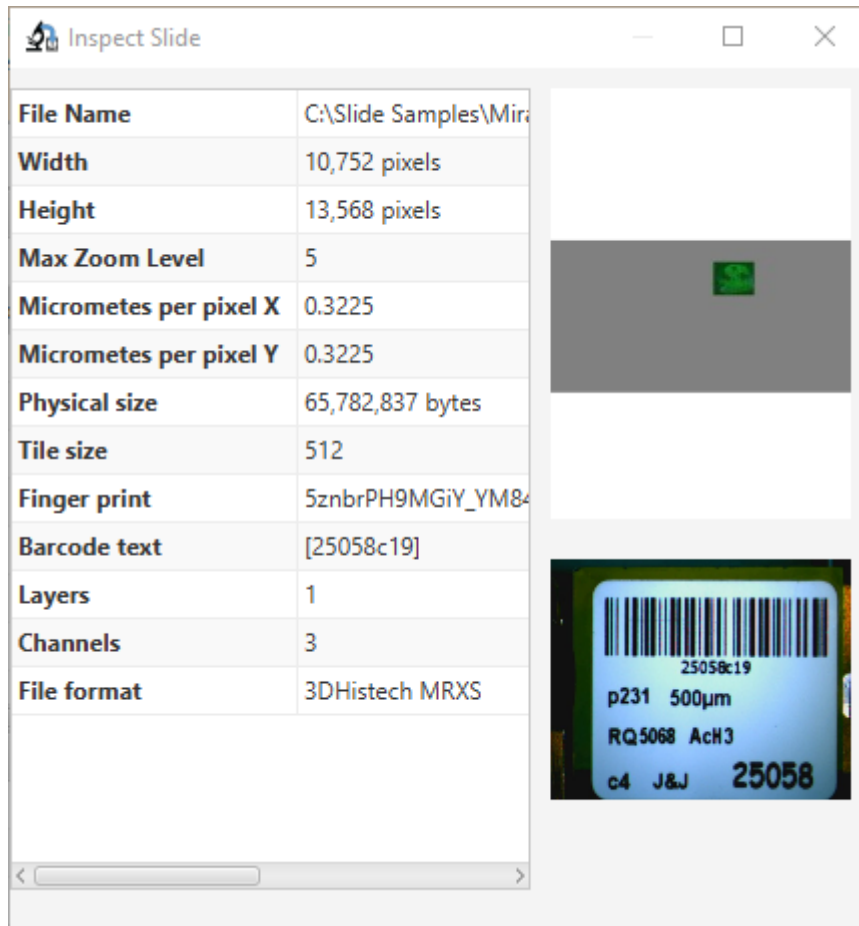 Inspect Slide
File Name C:\Slide Samples\Mira
Width 10,752 pixels
Height 13,568 pixels
Max Zoom Level 5
Micrometes per pixel X 0.3225
Micrometes per pixel Y 0.3225
Physical size 65,782,837 bytes
Tile size 512
Finger print 5znbrPH9MGiY_YM84
Barcode text [25058c19]
Layers 1
Channels 3
File format 3DHistech MRXS
25058c19
p231 500µm
RQ5068 AcH3
c4 J&J 25058